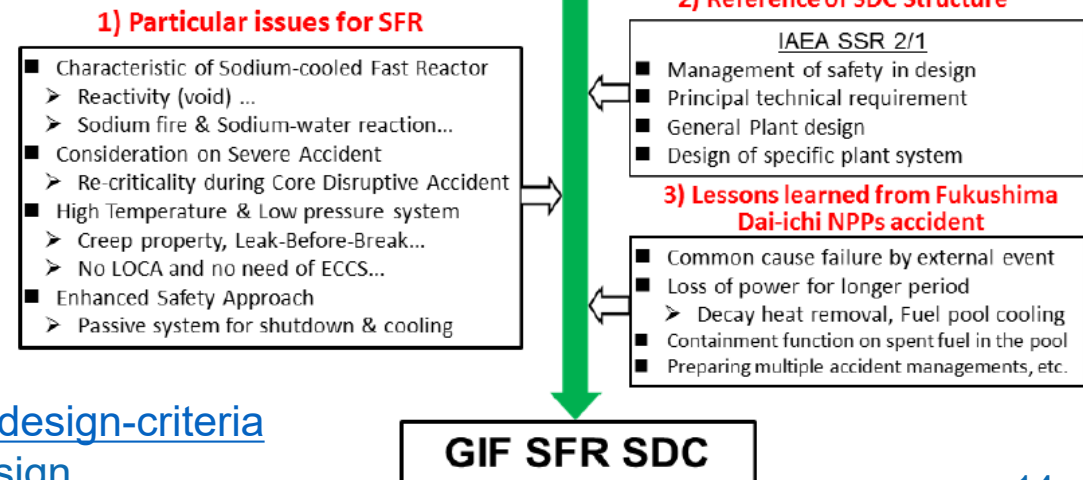 1) Particular issues for SFR
■ Characteristic of Sodium-cooled Fast Reactor
➤ Reactivity (void) ...
➤ Sodium fire & Sodium-water reaction...
■ Consideration on Severe Accident
➤ Re-criticality during Core Disruptive Accident
■ High Temperature & Low pressure system
➤ Creep property, Leak-Before-Break...
➤ No LOCA and no need of ECCS...
■ Enhanced Safety Approach
➤ Passive system for shutdown & cooling
2) Reference of SDC Structure
IAEA SSR 2/1
■ Management of safety in design
■ Principal technical requirement
■ General Plant design
■ Design of specific plant system
3) Lessons learned from Fukushima
Dai-ichi NPPs accident
■ Common cause failure by external event
■ Loss of power for longer period
➤ Decay heat removal, Fuel pool cooling
■ Containment function on spent fuel in the pool
■ Preparing multiple accident managements, etc.
design-criteria
GIF SFR SDC